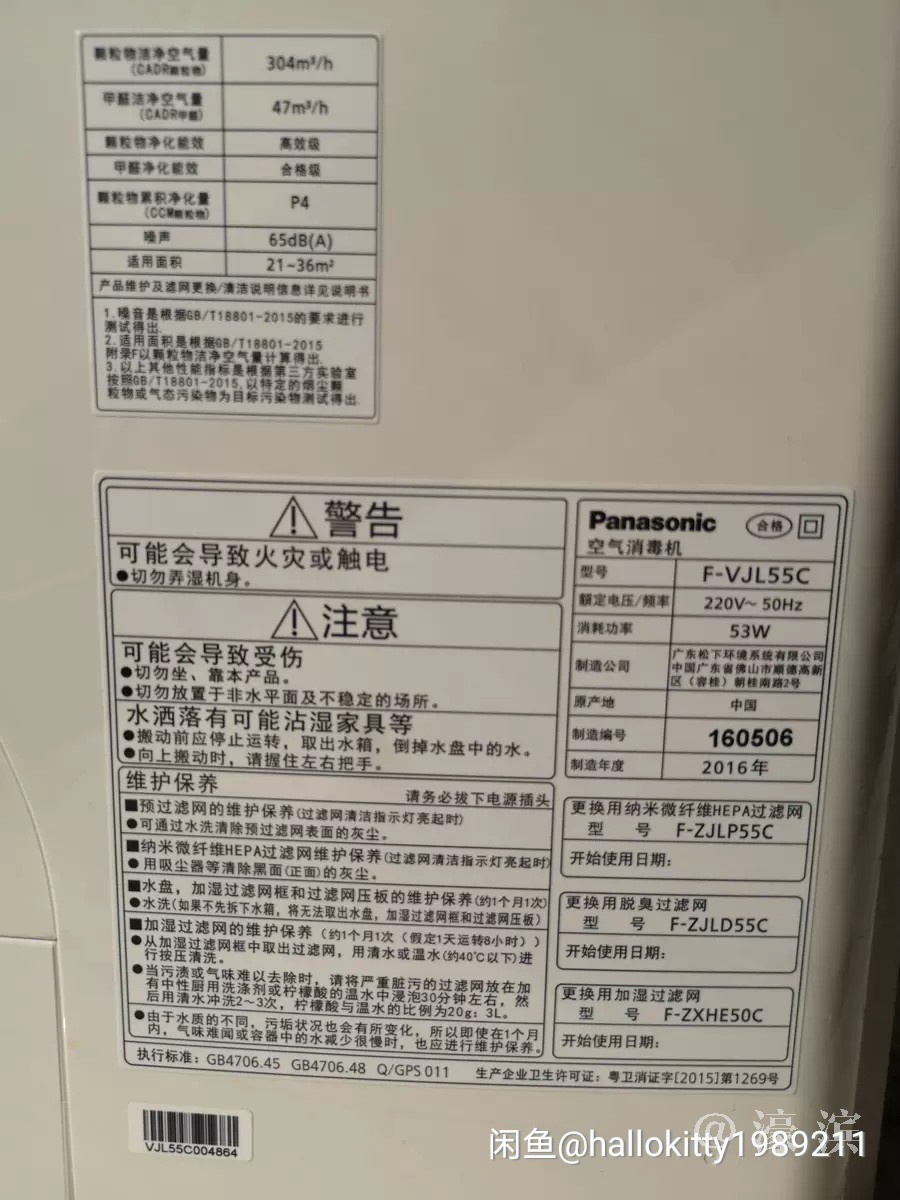 颗粒物洁净空气量
(CADR颗粒物)
304m³/h
甲醛洁净空气量
(CADR甲醛)
47m³/h
颗粒物净化能效
高效级
甲醛净化能效
合格级
颗粒物累积净化量
(CCM颗粒物)
P4
噪声
65dB(A)
适用面积
21~36m²
产品维护及滤网更换/清洁说明信息详见说明书
1.噪音是根据GB/T18801-2015的要求进行
测试得出.
2.适用面积是根据GB/T18801-2015
附录F以颗粒物洁净空气量计算得出.
3.以上其他性能指标是根据第三方实验室
按照GB/T18801-2015,以特定的烟尘颗
粒物或气态污染物为目标污染物测试得出.
警告
可能会导致火灾或触电
●切勿弄湿机身。
注意
可能会导致受伤
●切勿坐、靠本产品。
●切勿放置于非水平面及不稳定的场所。
水洒落有可能沾湿家具等
●搬动前应停止运转，取出水箱，倒掉水盘中的水。
●向上搬动时，请握住左右把手。
维护保养
请务必拔下电源插头
■预过滤网的维护保养(过滤网清洁指示灯亮起时)
●可通过水洗清除预过滤网表面的灰尘。
■纳米微纤维HEPA过滤网维护保养(过滤网清洁指示灯亮起时)
●用吸尘器等清除黑面(正面)的灰尘。
■水盘，加湿过滤网框和过滤网压板的维护保养(约1个月1次)
●水洗(如果不先拆下水箱，将无法取出水盘，加湿过滤网框和过滤网压板)
■加湿过滤网的维护保养（约1个月1次（假定1天运转8小时））
●从加湿过滤网框中取出过滤网，用清水或温水(约40℃以下)进
行按压清洗。
●当污渍或气味难以去除时，请将严重脏污的过滤网放在加
有中性厨用洗涤剂或柠檬酸的温水中浸泡30分钟左右，然
后用清水冲洗2~3次，柠檬酸与温水的比例为20g：3L。
●由于水质的不同，污垢状况也会有所变化，所以即使在1个月
内，气味难闻或容器中的水减少很慢时，也应进行维护保养。
执行标准：GB4706.45 GB4706.48 Q/GPS 011 生产企业卫生许可证：粤卫消证字[2015]第1269号
Panasonic 合格
空气消毒机
型号
F-VJL55C
额定电压/频率
220V~ 50Hz
消耗功率
53W
制造公司
广东松下环境系统有限公司
中国广东省佛山市顺德高新
区（容桂）朝桂南路2号
原产地
中国
制造编号
160506
制造年度
2016年
更换用纳米微纤维HEPA过滤网
型 号 F-ZJLP55C
开始使用日期：
更换用脱臭过滤网
型 号 F-ZJLD55C
开始使用日期：
更换用加湿过滤网
型 号 F-ZXHE50C
开始使用日期：
VJL55C004864
@濠滨
闲鱼@hallokitty1989211